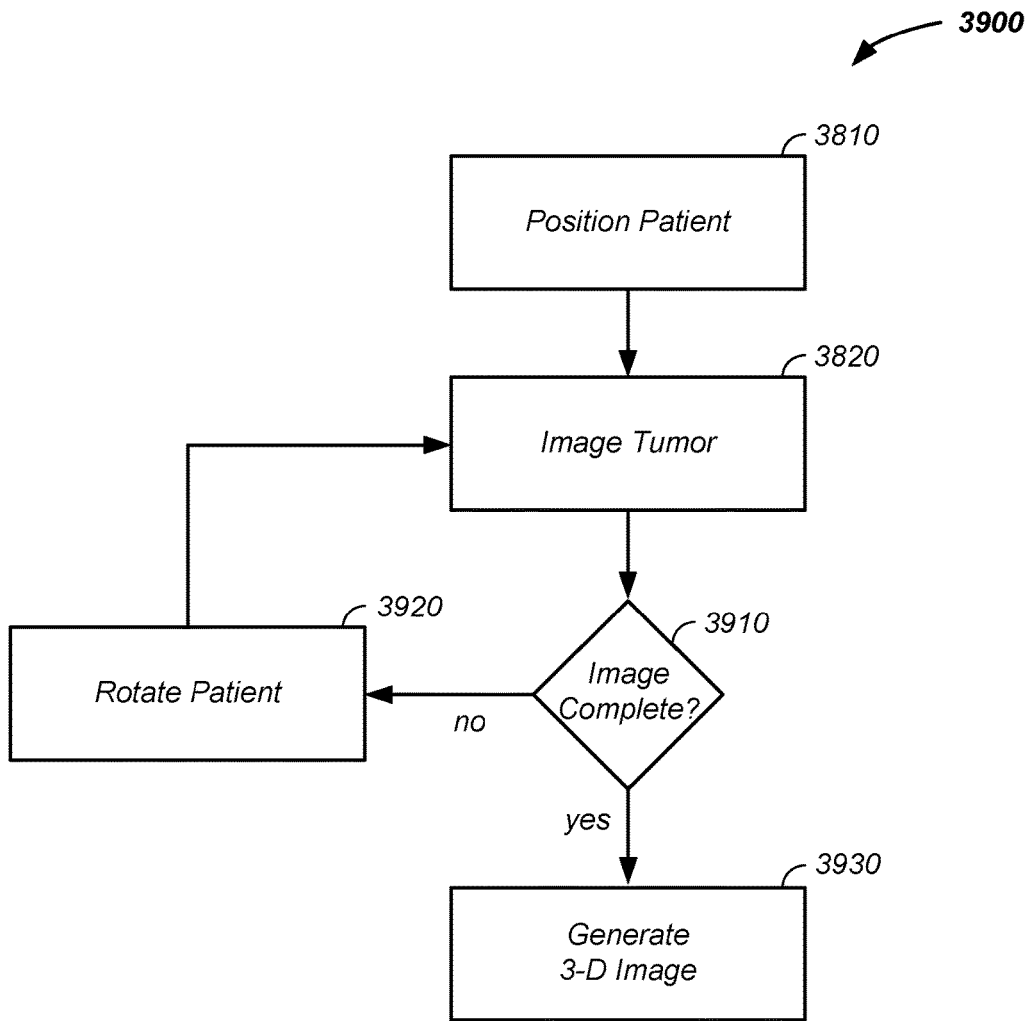 3900
3810
Position Patient
3820
Image Tumor
3920
Rotate Patient
3910
Image
Complete?
no
yes
3930
Generate
3-D Image